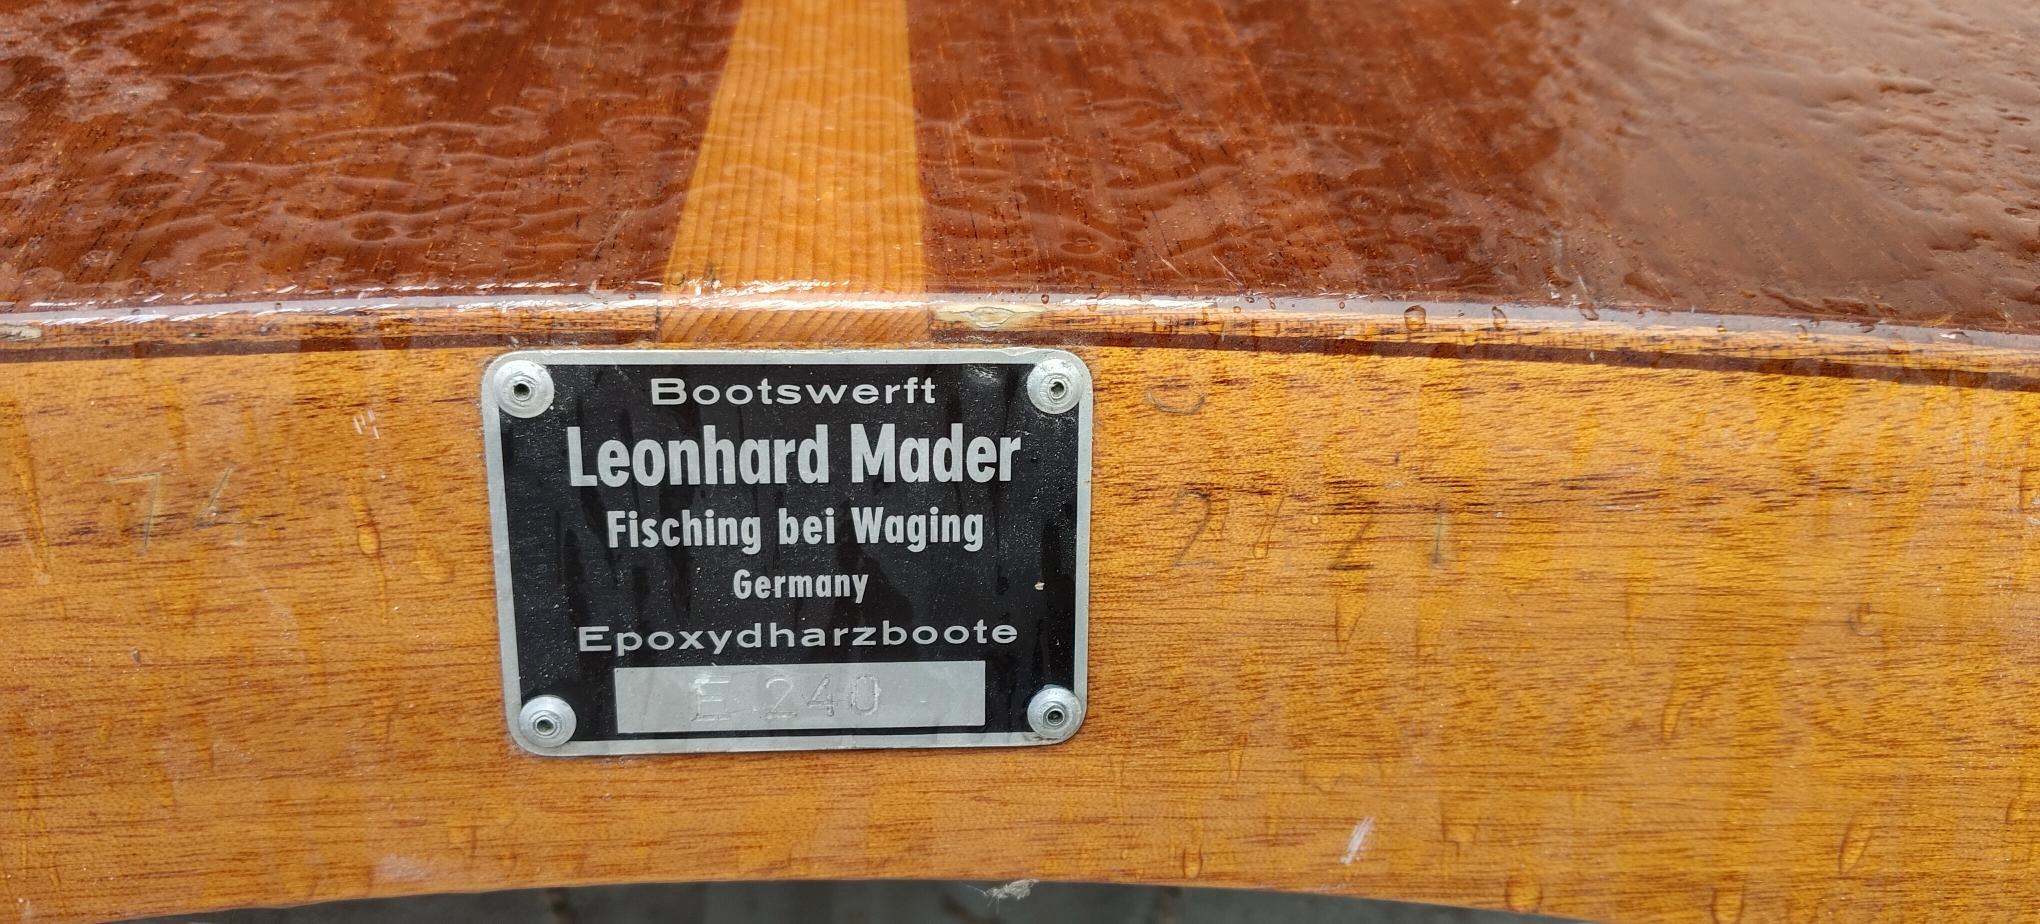 Bootswerft
Leonhard Mader
Fisching bei Waging
Germany
Epoxydharzboote
E 240